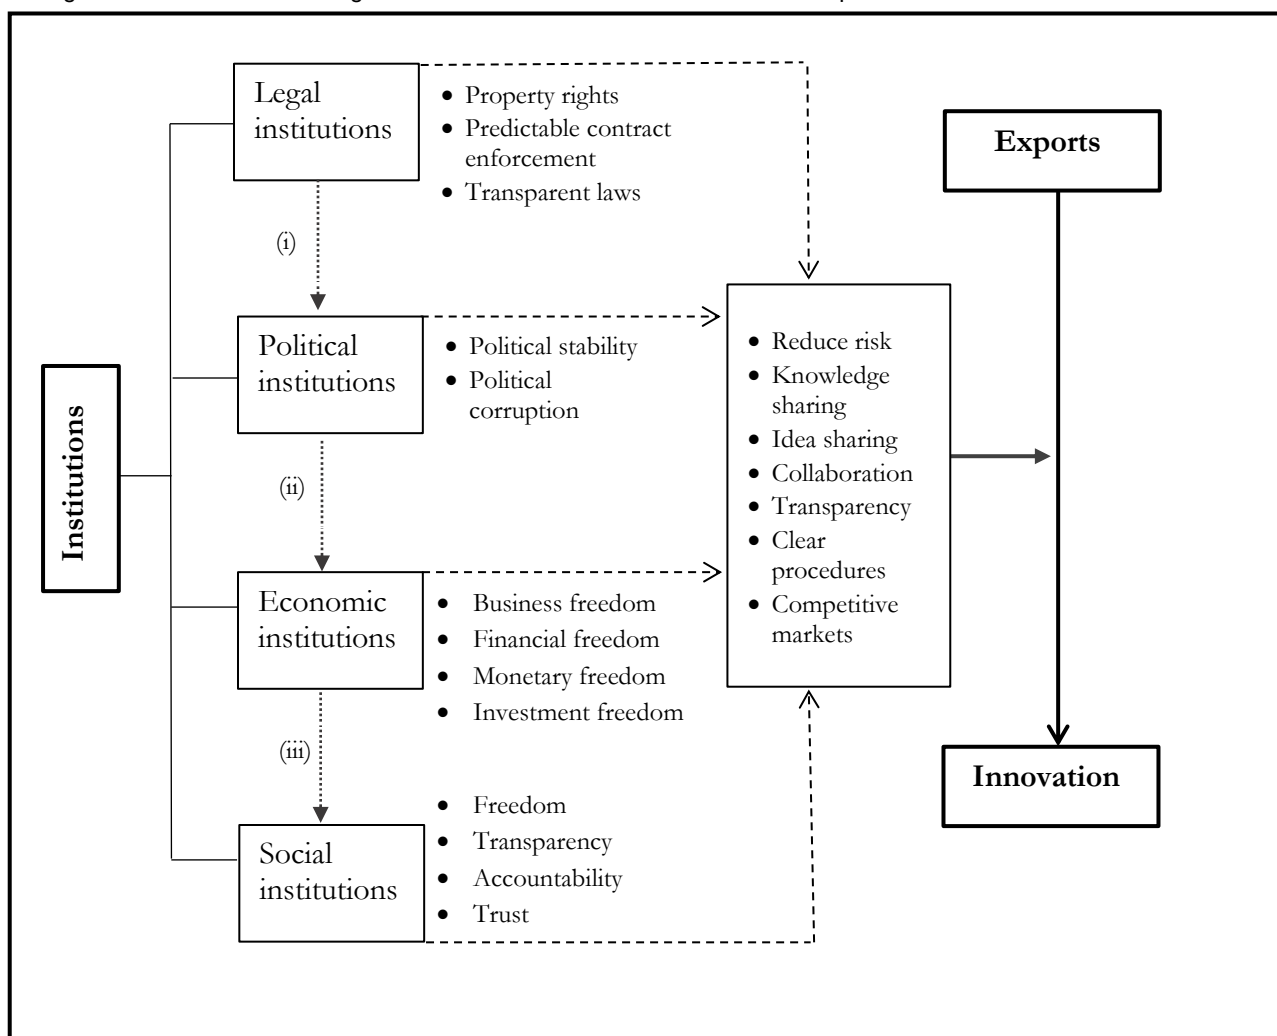 Legal
institutions
• Property rights
• Predictable contract
enforcement
• Transparent laws
Exports
(i)
Political
institutions
• Political stability
• Political
corruption
• Reduce risk
• Knowledge
sharing
• Idea sharing
• Collaboration
• Transparency
• Clear
procedures
• Competitive
markets
Institutions
(ii)
Economic
institutions
• Business freedom
• Financial freedom
• Monetary freedom
• Investment freedom
(iii)
Innovation
Social
institutions
• Freedom
• Transparency
• Accountability
• Trust